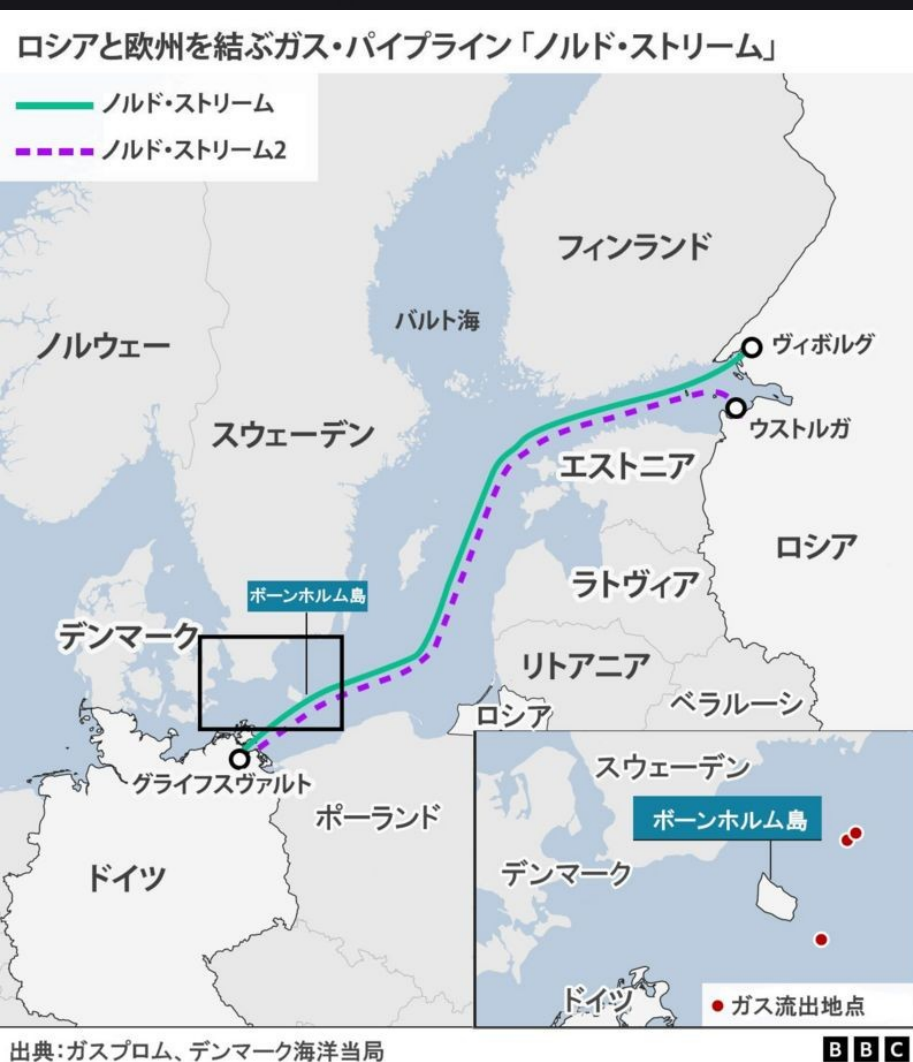 ロシアと欧州を結ぶガス・パイプライン「ノルド・ストリーム」
ノルド・ストリーム
ノルド・ストリーム2
フィンランド
バルト海
ノルウェー
ヴィボルグ
スウェーデン
ウストルガ
エストニア
ロシア
ラトヴィア
ボーンホルム島
デンマーク
リトアニア
ベラルーシ
ロシア
グライフスヴァルト
ポーランド
ドイツ
スウェーデン
ボーンホルム島
デンマーク
ドイツ
ガス流出地点
出典：ガスプロム、デンマーク海洋当局
BBC